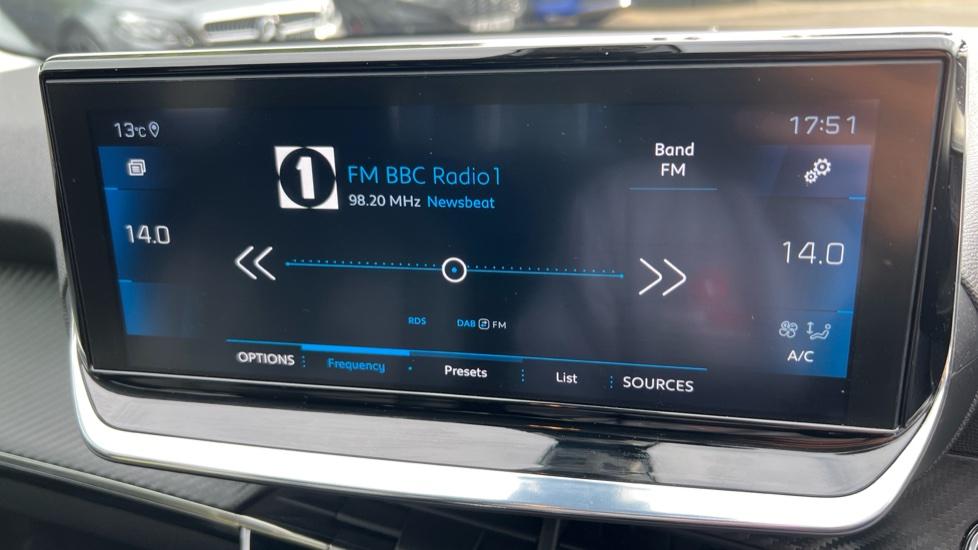 13°C
17:51
1
FM BBC Radio 1
98.20 MHz Newsbeat
Band
FM
14.0
14.0
RDS
DAB FM
A/C
OPTIONS
Frequency
Presets
List
SOURCES